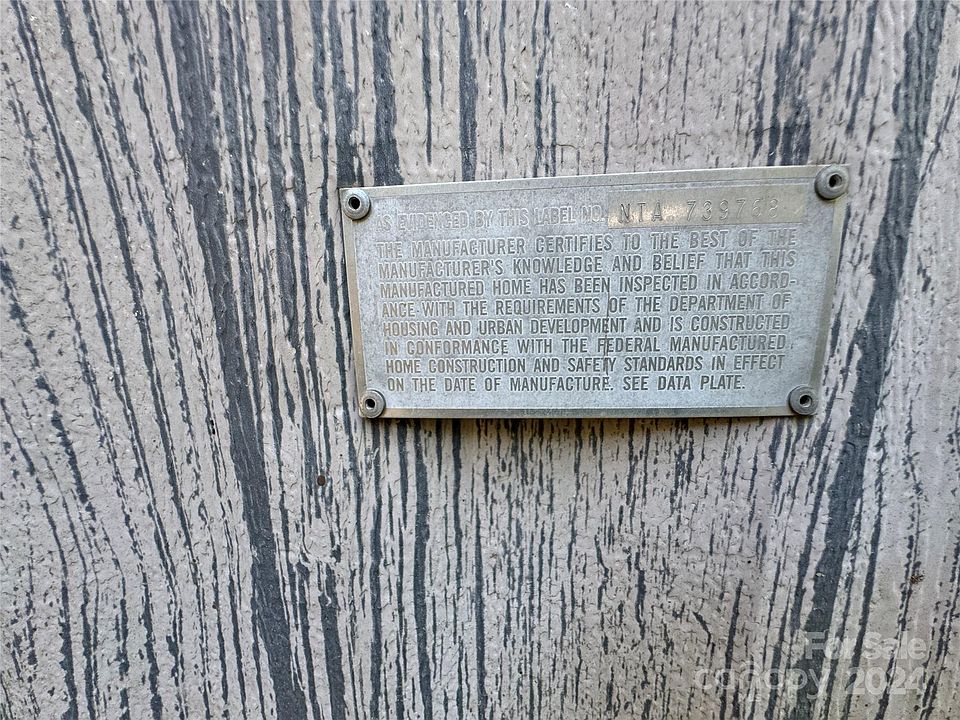 AS EVIDENCED BY THIS LABEL NO. NTA 739768
THE MANUFACTURER CERTIFIES TO THE BEST OF THE
MANUFACTURER'S KNOWLEDGE AND BELIEF THAT THIS
MANUFACTURED HOME HAS BEEN INSPECTED IN ACCORD-
ANCE WITH THE REQUIREMENTS OF THE DEPARTMENT OF
HOUSING AND URBAN DEVELOPMENT AND IS CONSTRUCTED
IN CONFORMANCE WITH THE FEDERAL MANUFACTURED
HOME CONSTRUCTION AND SAFETY STANDARDS IN EFFECT
ON THE DATE OF MANUFACTURE. SEE DATA PLATE.
For Sale
canopy 2024